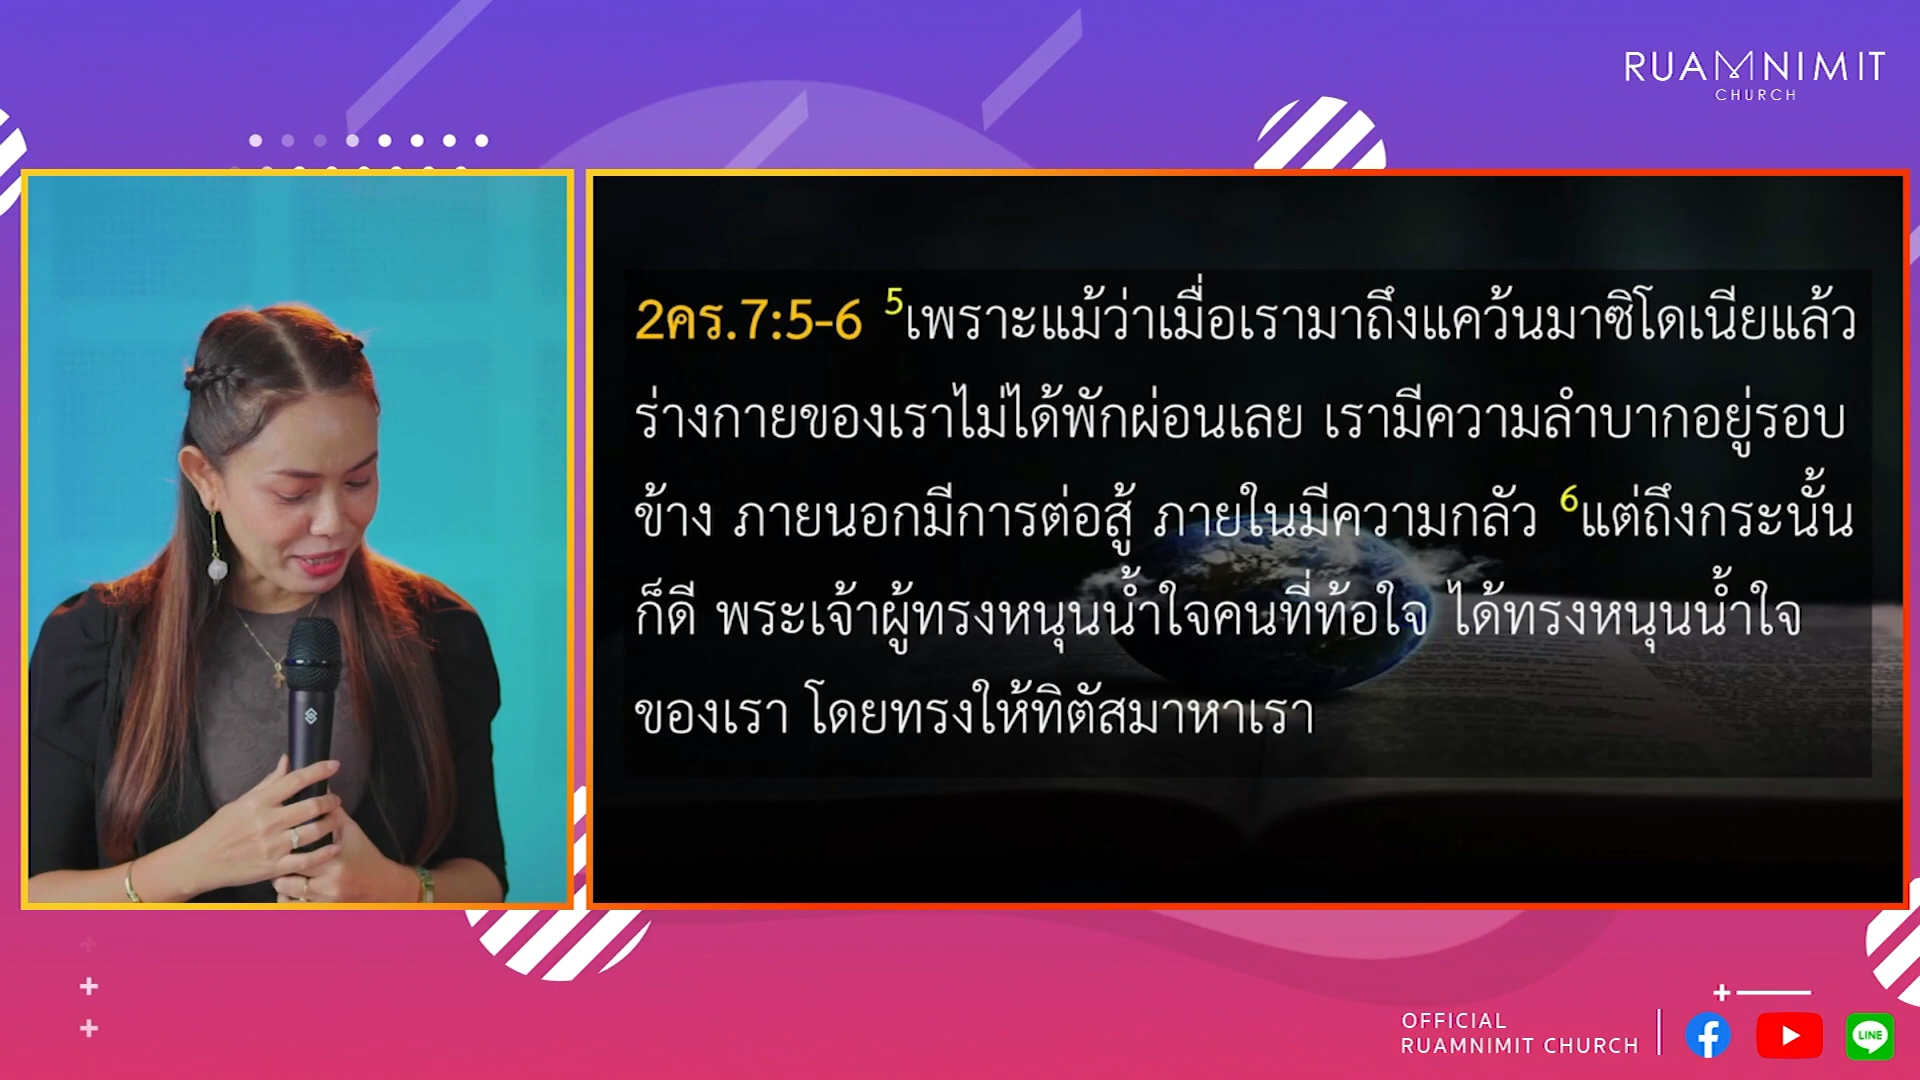 RUAMNIMIT
CHURCH
2คร.7:5-6 5เพราะแม้ว่าเมื่อเรามาถึงแคว้นมาซิโดเนียแล้ว
ร่างกายของเราไม่ได้พักผ่อนเลย เรามีความลำบากอยู่รอบ
ข้าง ภายนอกมีการต่อสู้ ภายในมีความกลัว 6แต่ถึงกระนั้น
ก็ดี พระเจ้าผู้ทรงหนุนน้ำใจคนที่ท้อใจ ได้ทรงหนุนน้ำใจ
ของเรา โดยทรงให้ทิตัสมาหาเรา
OFFICIAL
RUAMNIMIT CHURCH
LINE